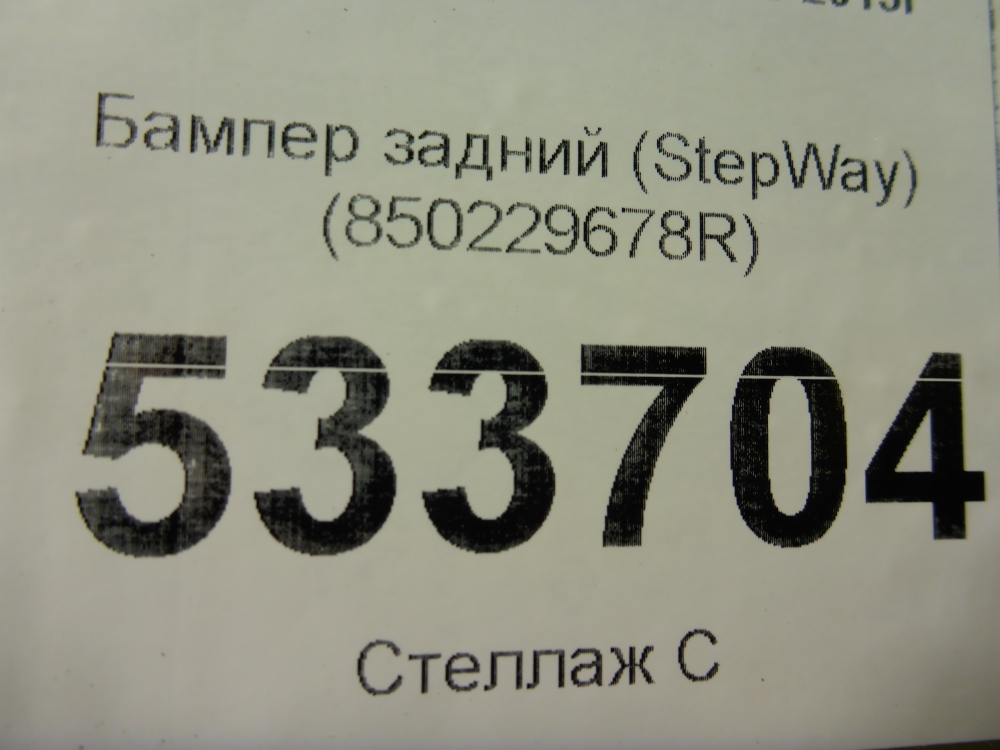 Бампер задний (StepWay)
(850229678R)
533704
Стеллаж С